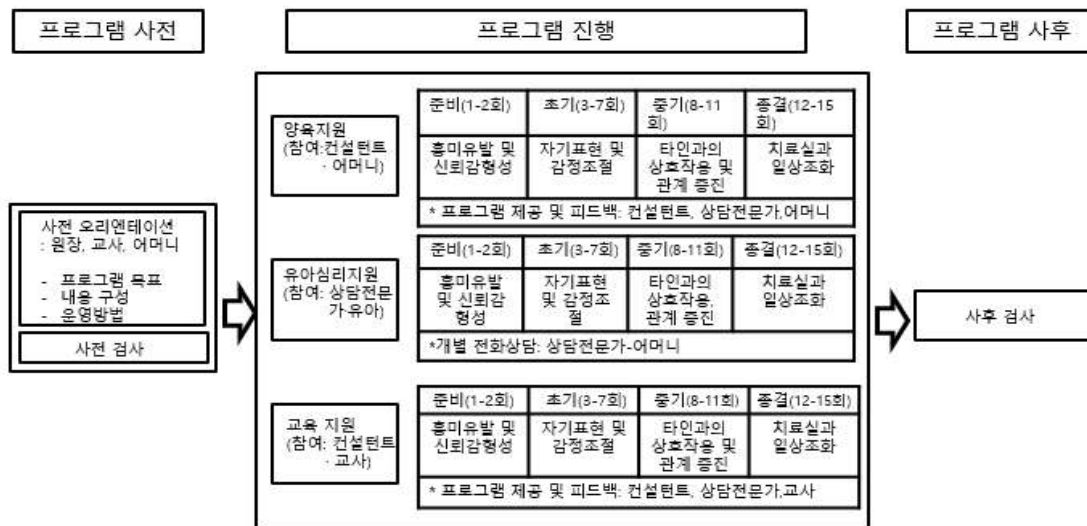 프로그램 사전
프로그램 진행
프로그램 사후
사전 오리엔테이션
: 원장, 교사, 어머니
- 프로그램 목표
- 내용 구성
- 운영방법
사전 검사
양육지원
(참여:컨설턴트
· 어머니)
준비(1-2회)
초기(3-7회)
중기(8-11
회)
종결(12-15
회)
흥미유발 및
신뢰감형성
자기표현 및
감정조절
타인과의
상호작용 및
관계 증진
치료실과
일상조화
* 프로그램 제공 및 피드백: 컨설턴트, 상담전문가,어머니
유아심리지원
(참여: 상담전문
가·유아)
준비(1-2회)
초기(3-7회)
중기(8-11회)
종결(12-15회)
흥미유발
및 신뢰감
형성
자기표현
및 감정조
절
타인과의
상호작용,
관계 증진
치료실과
일상조화
*개별 전화상담: 상담전문가-어머니
교육 지원
(참여: 컨설턴트
· 교사)
준비(1-2회)
초기(3-7회)
중기(8-11회)
종결(12-15회)
흥미유발 및
신뢰감형성
자기표현 및
감정조절
타인과의
상호작용 및
관계 증진
치료실과
일상조화
* 프로그램 제공 및 피드백: 컨설턴트, 상담전문가,교사
사후 검사